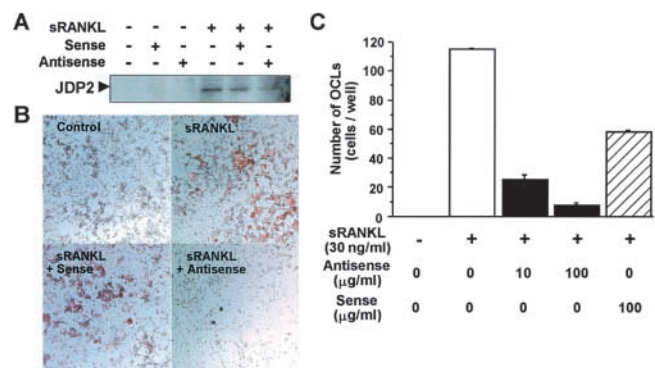 A
sRANKL - - - + + +
Sense - + - - + -
Antisense - - + - - +
JDP2
B
Control
sRANKL
sRANKL
+ Sense
sRANKL
+ Antisense
C
Number of OCLs
(cells / well)
120
100
80
60
40
20
0
sRANKL
(30 ng/ml) - + + + +
Antisense
(μg/ml) 0 0 10 100 0
Sense
(μg/ml) 0 0 0 0 100